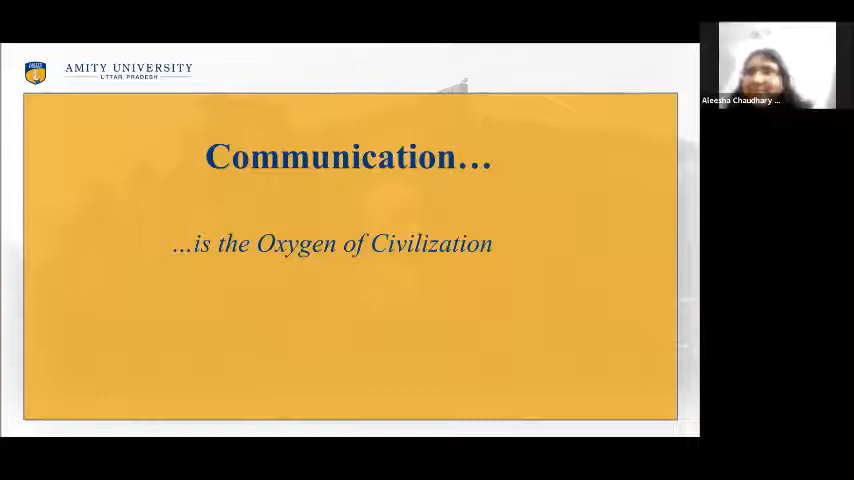 AMITY UNIVERSITY
UTTAR PRADESH
Communication...
...is the Oxygen of Civilization
Aleesha Chaudhary ...